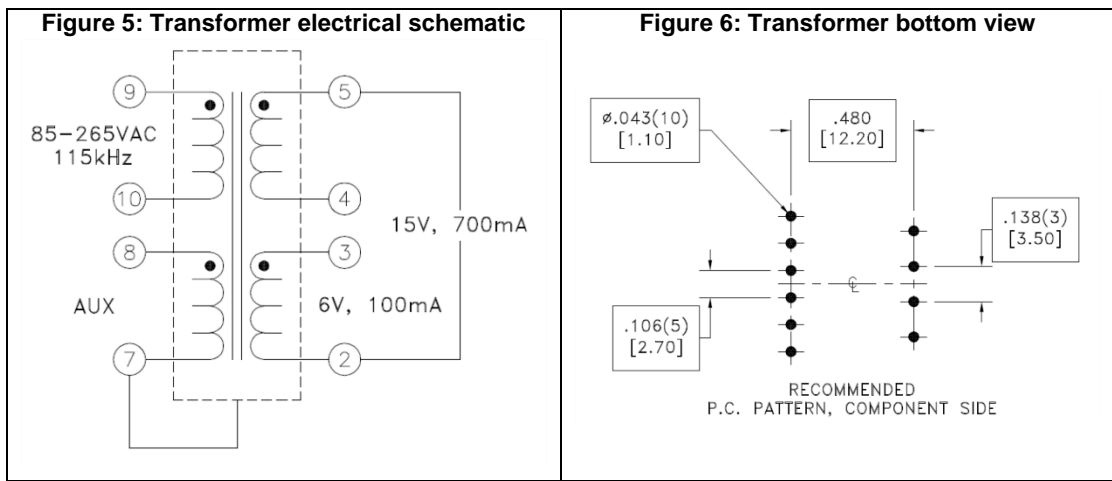 Figure 5: Transformer electrical schematic
9
5
85-265VAC
115kHz
10
4
15V, 700mA
8
3
AUX
6V, 100mA
7
2
Figure 6: Transformer bottom view
ø.043(10)
[1.10]
.480
[12.20]
.138(3)
[3.50]
℄
.106(5)
[2.70]
RECOMMENDED
P.C. PATTERN, COMPONENT SIDE